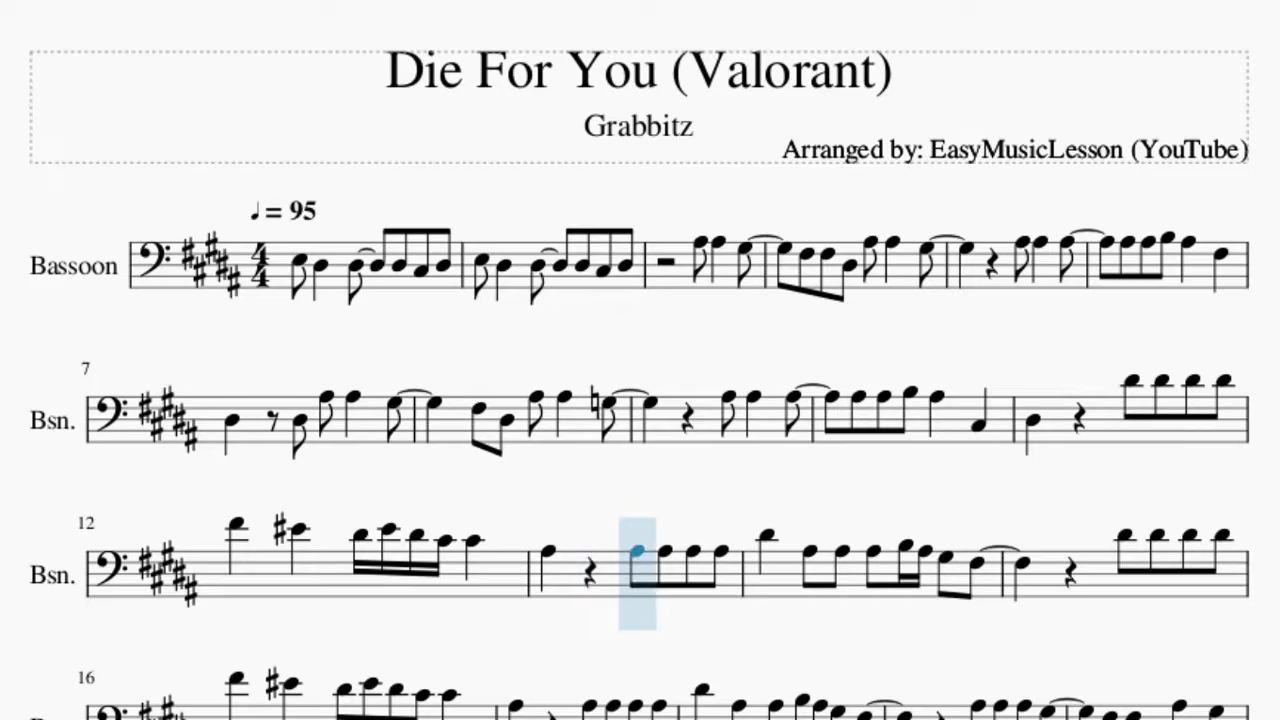 Die For You (Valorant)
Grabbitz
Arranged by: EasyMusicLesson (YouTube)
♩ = 95
Bassoon
4/4
7
Bsn.
12
Bsn.
16